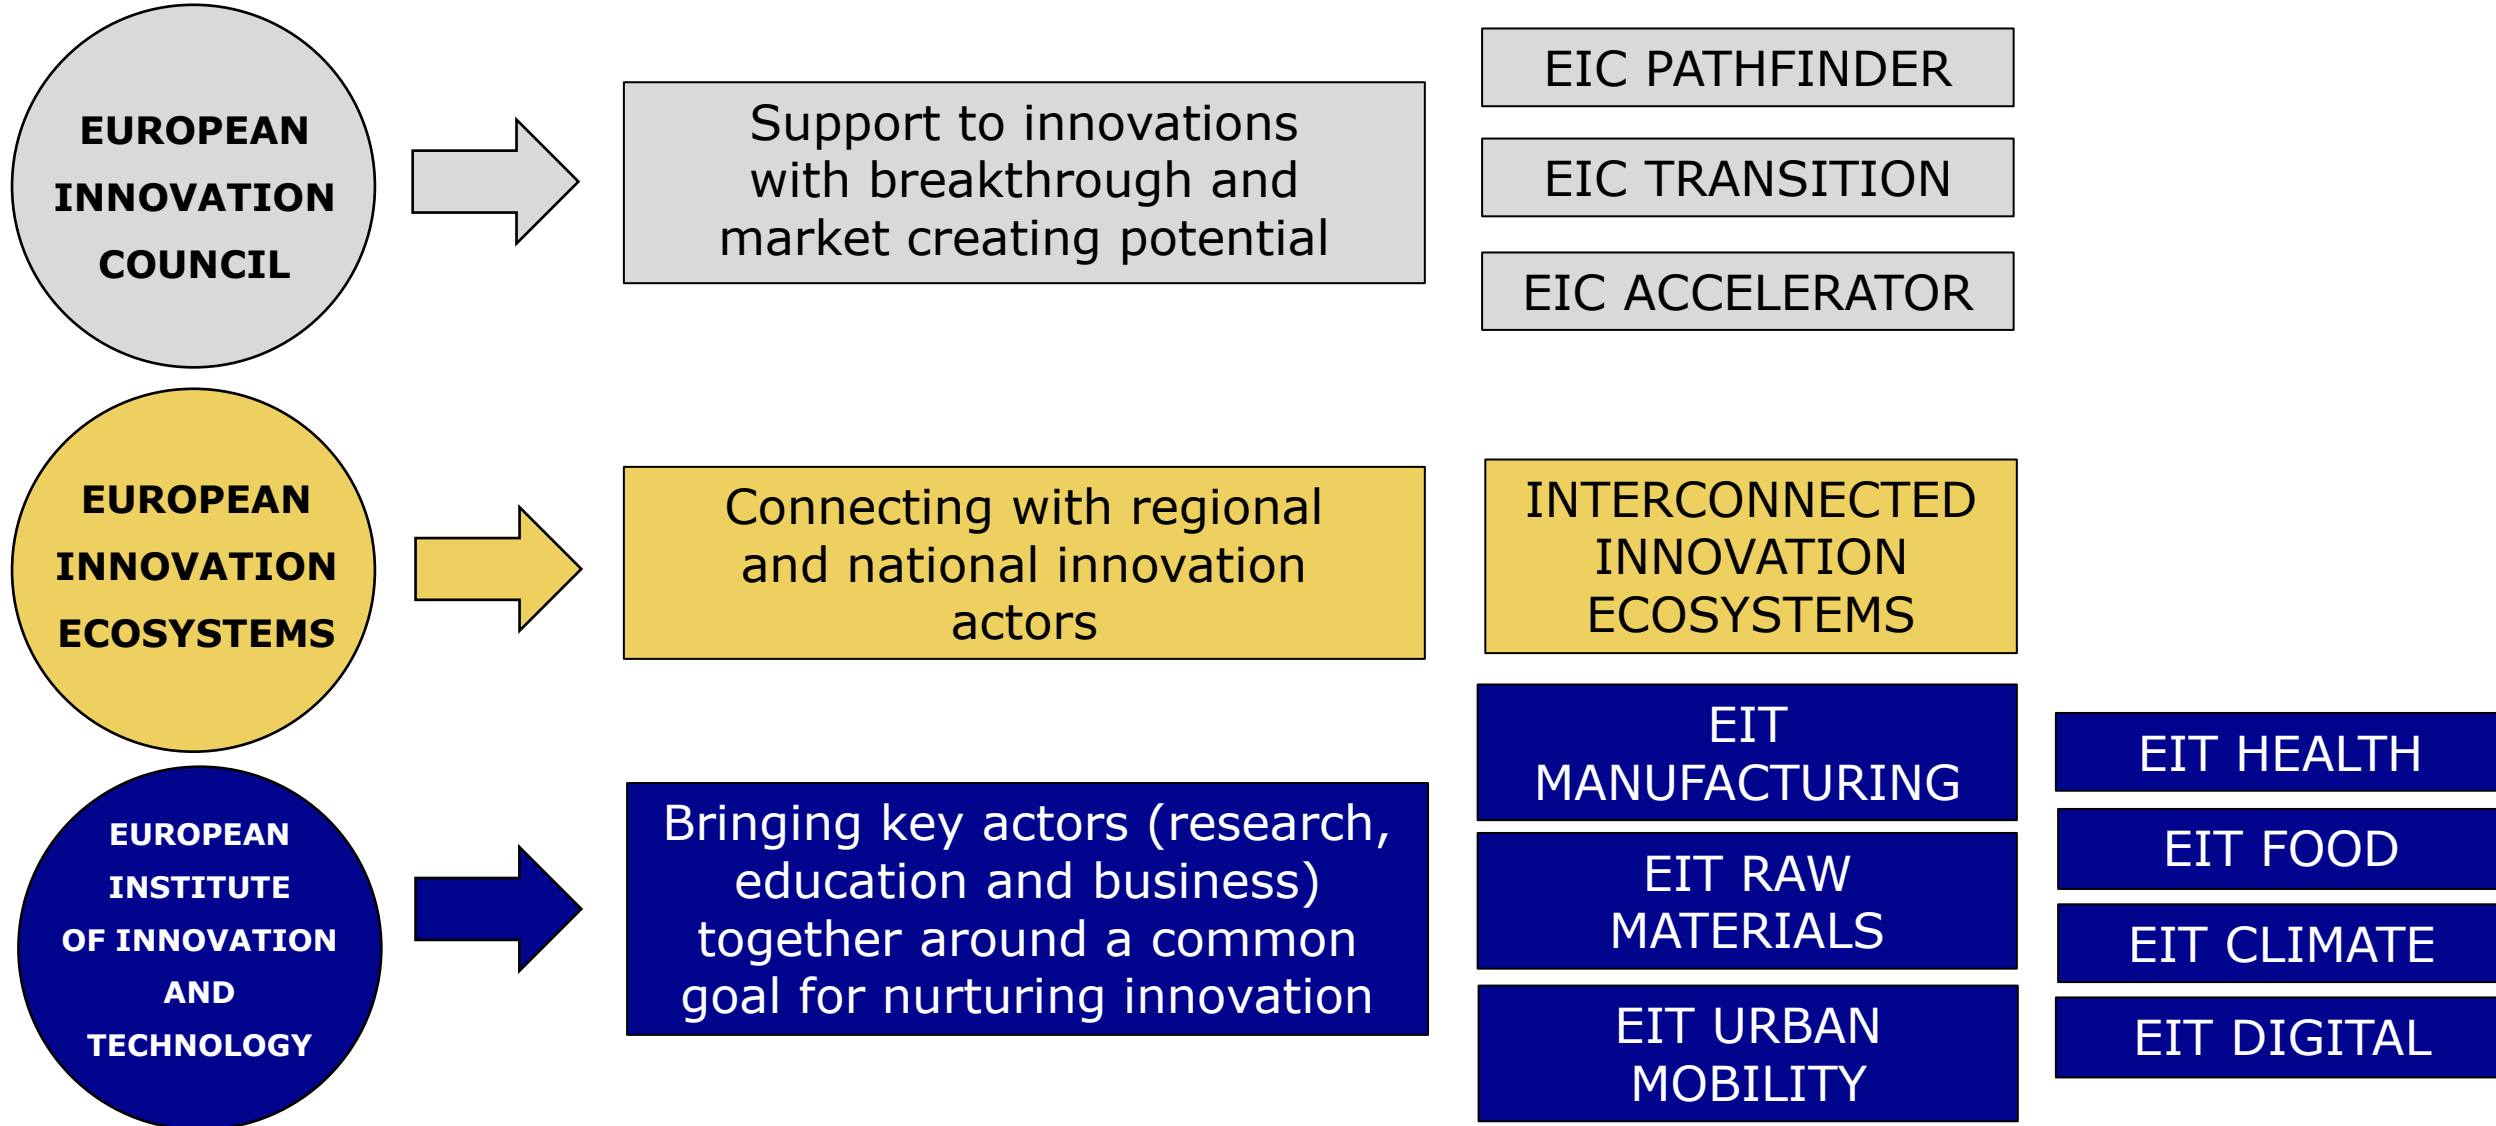 EUROPEAN
INNOVATION
COUNCIL
Support to innovations
with breakthrough and
market creating potential
EIC PATHFINDER
EIC TRANSITION
EIC ACCELERATOR
EUROPEAN
INNOVATION
ECOSYSTEMS
Connecting with regional
and national innovation
actors
INTERCONNECTED
INNOVATION
ECOSYSTEMS
EUROPEAN
INSTITUTE
OF INNOVATION
AND
TECHNOLOGY
Bringing key actors (research,
education and business)
together around a common
goal for nurturing innovation
EIT
MANUFACTURING
EIT RAW
MATERIALS
EIT URBAN
MOBILITY
EIT HEALTH
EIT FOOD
EIT CLIMATE
EIT DIGITAL